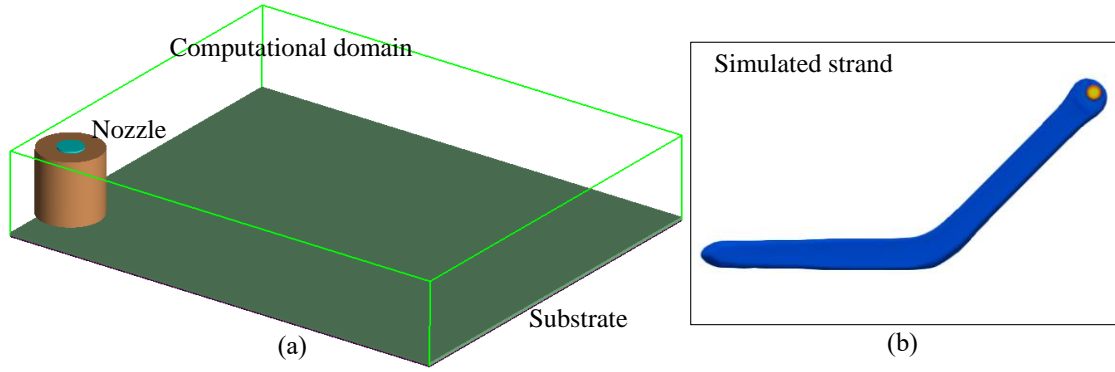 Computational domain
Nozzle
Substrate
(a)
Simulated strand
(b)